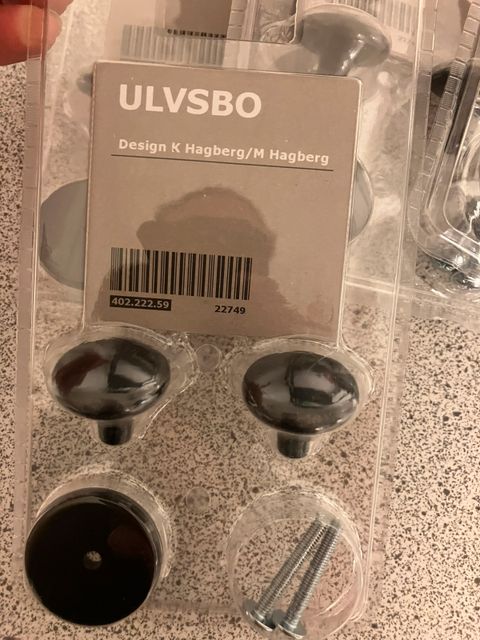 ULVSBO
Design K Hagberg/M Hagberg
402.222.59
22749